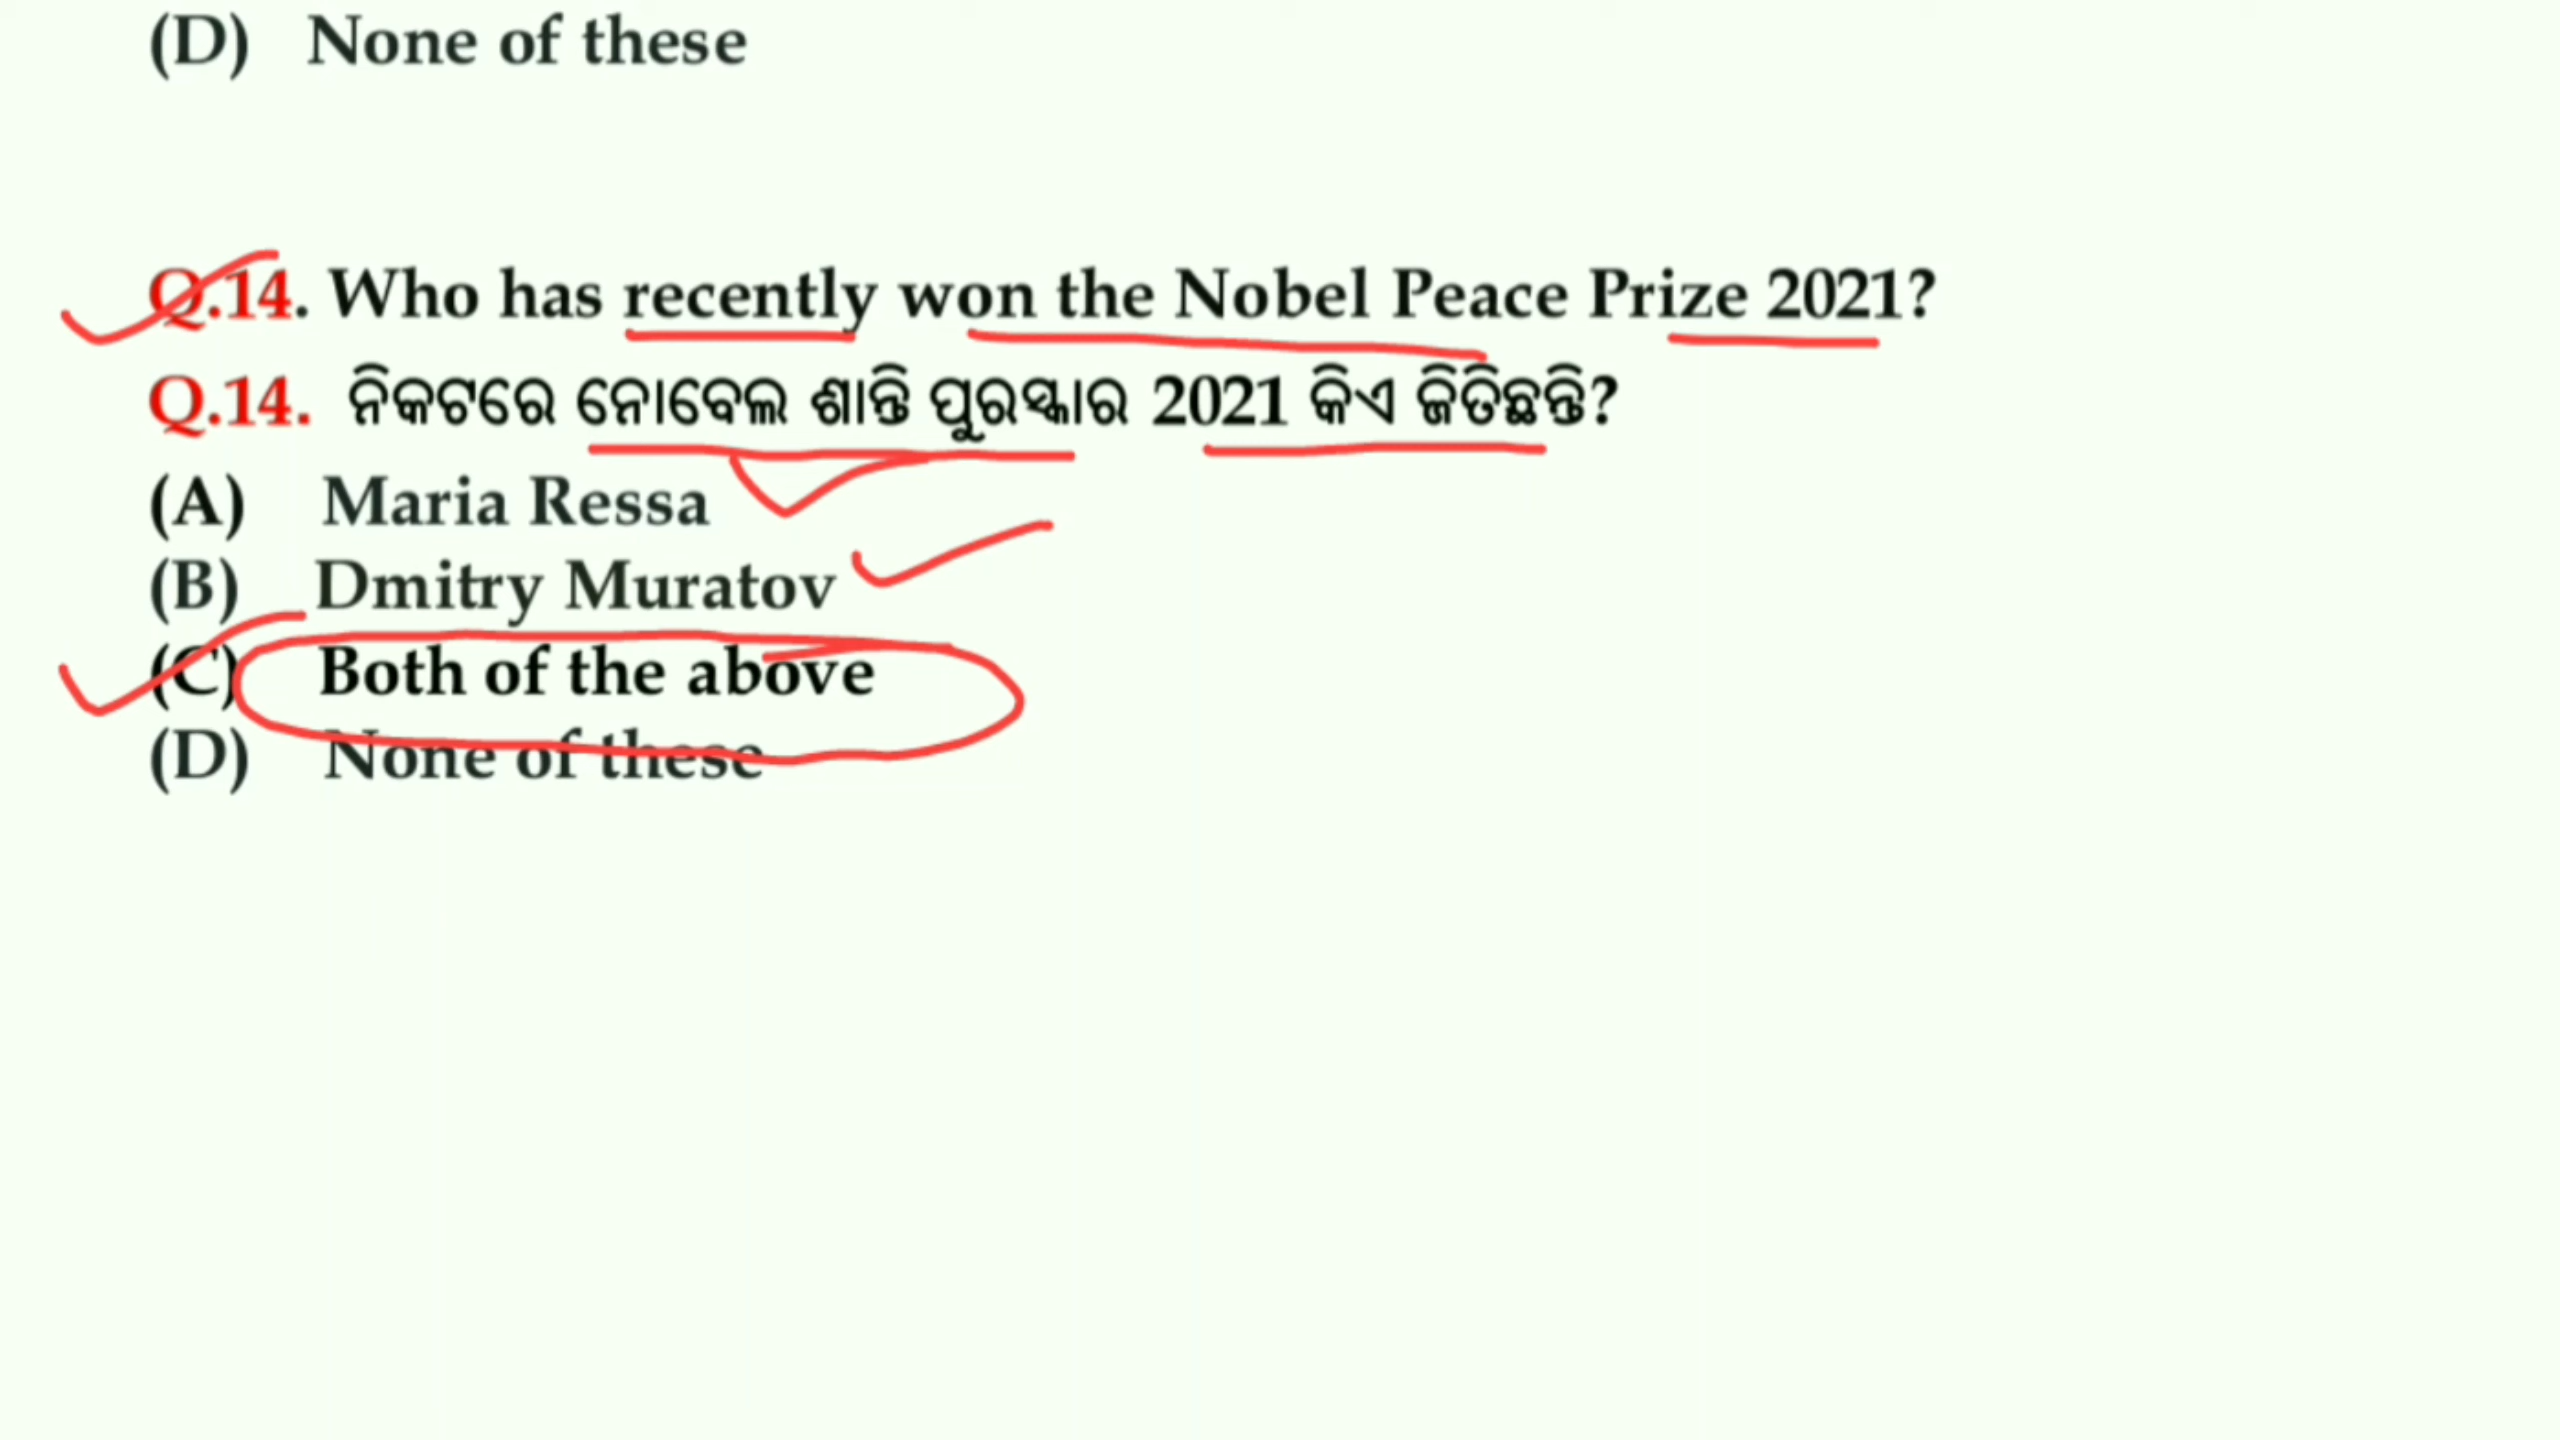 (D) None of these
Q.14. Who has recently won the Nobel Peace Prize 2021?
Q.14. ନିକଟରେ ନୋବେଲ ଶାନ୍ତି ପୁରସ୍କାର 2021 କିଏ ଜିତିଛନ୍ତି?
(A) Maria Ressa
(B) Dmitry Muratov
(C) Both of the above
(D) None of these